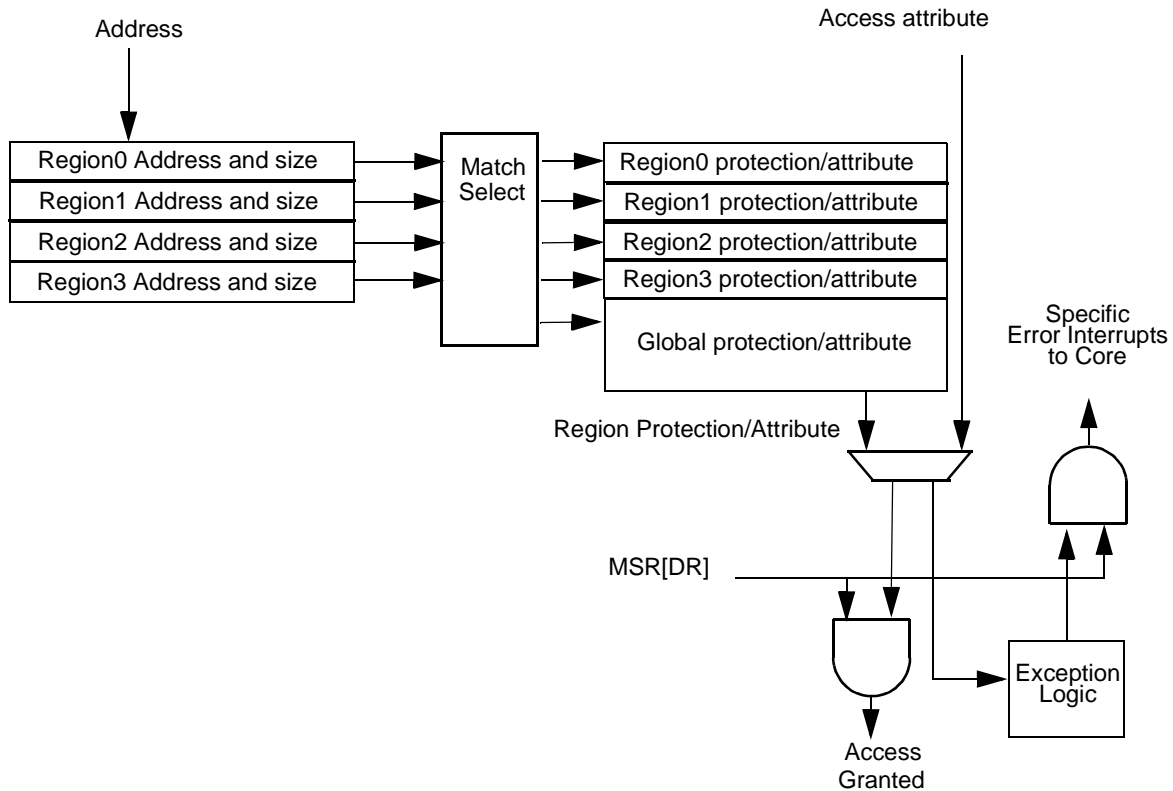 Address
Access attribute
Region0 Address and size
Region1 Address and size
Region2 Address and size
Region3 Address and size
Match
Select
Region0 protection/attribute
Region1 protection/attribute
Region2 protection/attribute
Region3 protection/attribute
Global protection/attribute
Specific
Error Interrupts
to Core
Region Protection/Attribute
MSR[DR]
Exception
Logic
Access
Granted